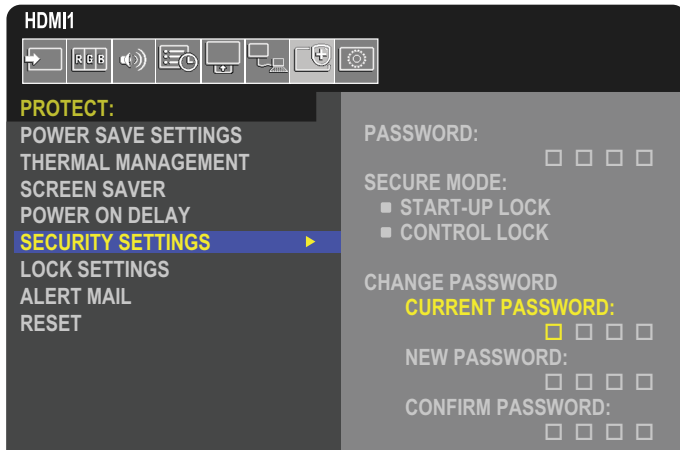 HDMI1
RGB
PROTECT:
POWER SAVE SETTINGS
THERMAL MANAGEMENT
SCREEN SAVER
POWER ON DELAY
SECURITY SETTINGS
LOCK SETTINGS
ALERT MAIL
RESET
PASSWORD:
SECURE MODE:
START-UP LOCK
CONTROL LOCK
CHANGE PASSWORD
CURRENT PASSWORD:
NEW PASSWORD:
CONFIRM PASSWORD: